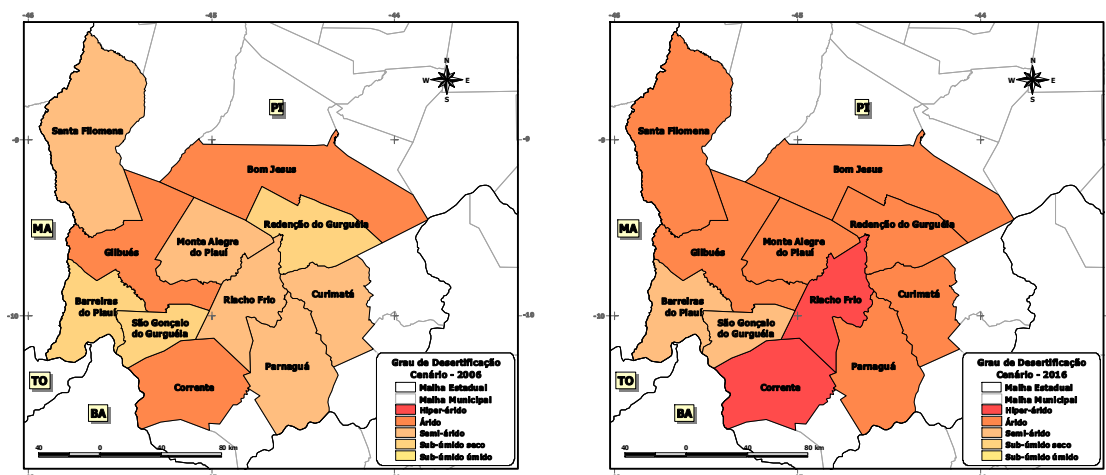 -46
-45
-44
N
W E
S
PI
Santa Filomena
-9
-9
Bom Jesus
Redenção do Gurguéia
MA
Gilbués
Monte Alegre
do Piauí
Barreiras
do Piauí
Riacho Frio
Curimatá
-10
-10
São Gonçalo
do Gurguéia
Parnaguá
TO
Corrente
BA
Grau de Desertificação
Cenário - 2006
Malha Estadual
Malha Municipal
Hiper-árido
Árido
Semi-árido
Sub-úmido seco
Sub-úmido úmido
40 0 80 km
-45
-44
N
W E
S
PI
Santa Filomena
-9
-9
Bom Jesus
Redenção do Gurguéia
MA
Gilbués
Monte Alegre
do Piauí
Barreiras
do Piauí
Riacho Frio
Curimatá
-10
-10
São Gonçalo
do Gurguéia
Parnaguá
TO
Corrente
BA
Grau de Desertificação
Cenário - 2016
Malha Estadual
Malha Municipal
Hiper-árido
Árido
Semi-árido
Sub-úmido seco
Sub-úmido úmido
40 0 80 km